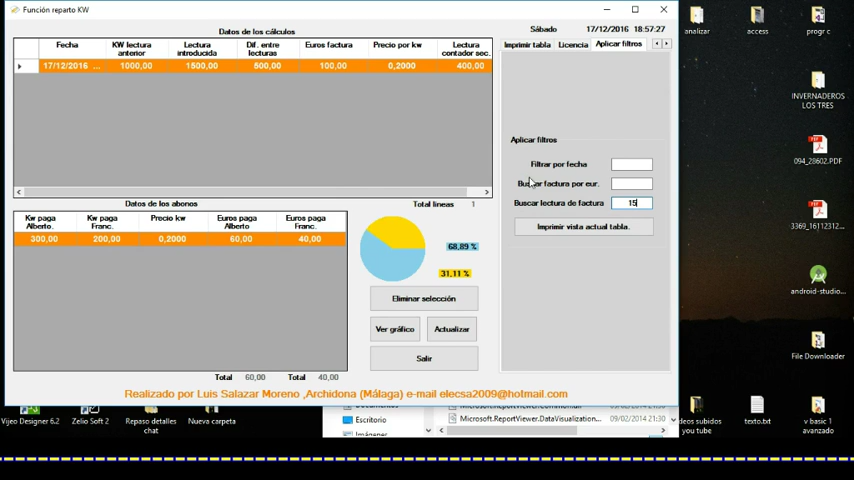 Función reparto KW
Datos de los cálculos
Sábado 17/12/2016 18:57:27
Imprimir tabla Licencia Aplicar filtros
Fecha KW lectura anterior Lectura introducida Dif. entre lecturas Euros factura Precio por kw Lectura contador sec.
17/12/2016 ... 1000,00 1500,00 500,00 100,00 0,2000 400,00
Aplicar filtros
Filtrar por fecha
Buscar factura por eur.
Buscar lectura de factura 15
Imprimir vista actual tabla.
Datos de los abonos
Total lineas 1
Kw paga Alberto. Kw paga Franc. Precio kw Euros paga Alberto Euros paga Franc.
300,00 200,00 0,2000 60,00 40,00
68,89 %
31,11 %
Eliminar selección
Ver gráfico Actualizar
Salir
Total 60,00 Total 40,00
Realizado por Luis Salazar Moreno ,Archidona (Málaga) e-mail elecsa2009@hotmail.com
analizar
access
progr c
INVERNADEROS
LOS TRES
094_28602.PDF
3369_16112312...
android-studio...
File Downloader
Vijeo Designer 6.2
Zelio Soft 2
Repaso detalles
chat
Nueva carpeta
Escritorio
Imágenes
Microsoft.ReportViewer.DataVisualization... 09/02/2014 21:30
deos subidos
you tube
texto.txt
v basic 1
avanzado